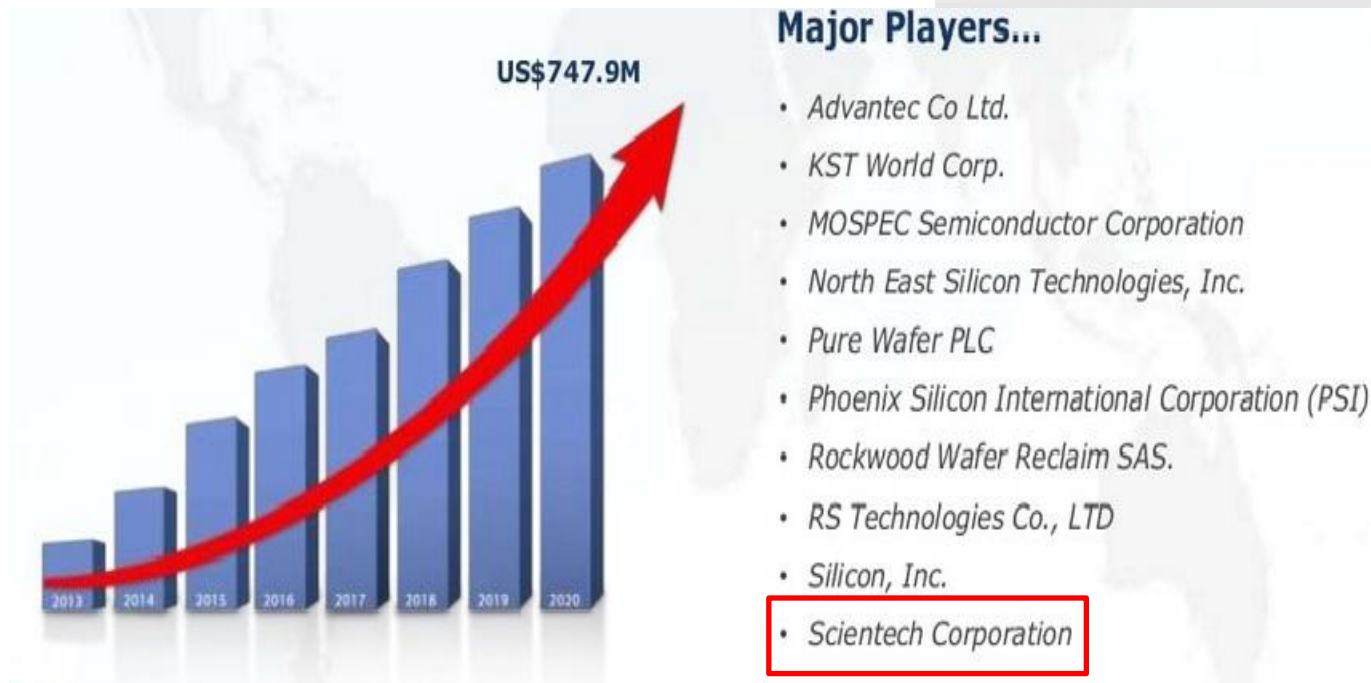 US$747.9M
2013 2014 2015 2016 2017 2018 2019 2020
Major Players...
• Advantec Co Ltd.
• KST World Corp.
• MOSPEC Semiconductor Corporation
• North East Silicon Technologies, Inc.
• Pure Wafer PLC
• Phoenix Silicon International Corporation (PSI)
• Rockwood Wafer Reclaim SAS.
• RS Technologies Co., LTD
• Silicon, Inc.
• Scientech Corporation